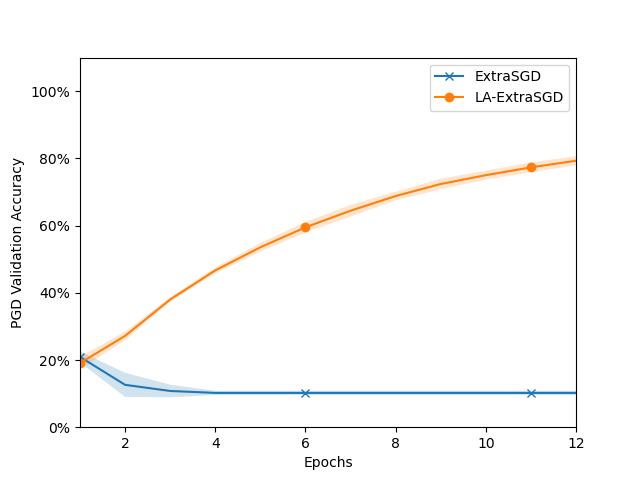 ExtraSGD
LA-ExtraSGD
PGD Validation Accuracy
100%
80%
60%
40%
20%
0%
2 4 6 8 10 12
Epochs